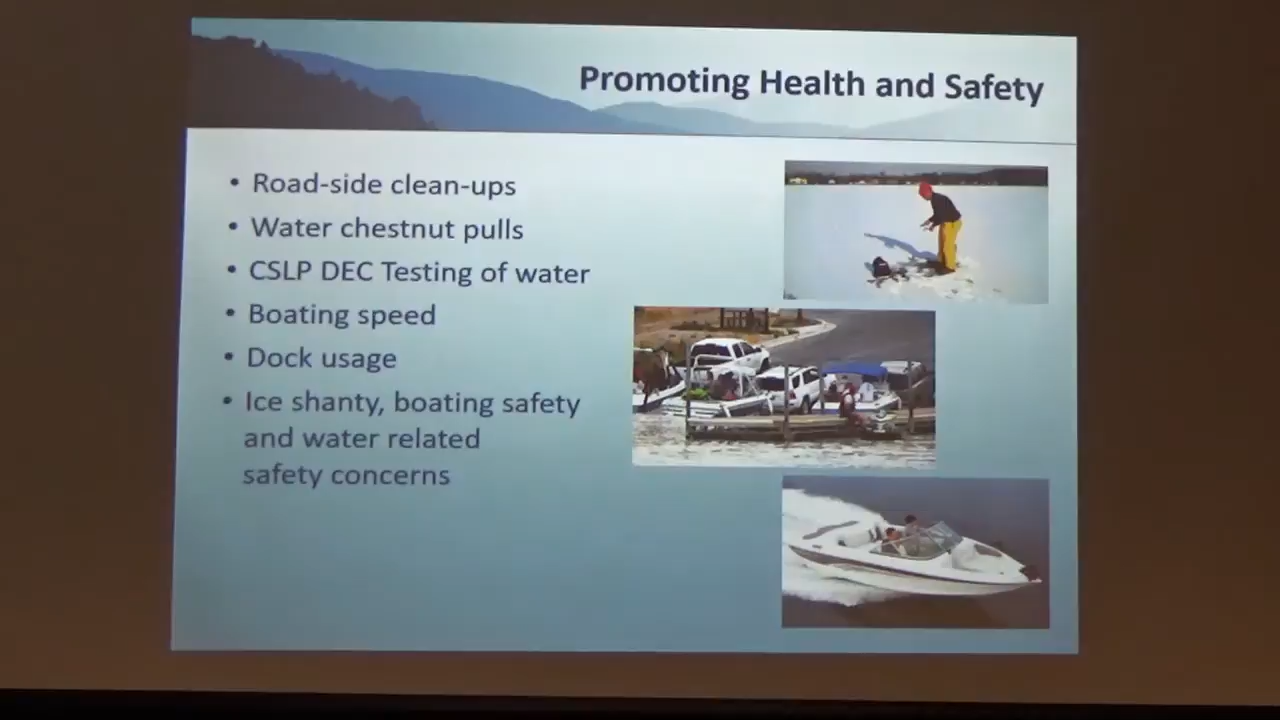 Promoting Health and Safety
• Road-side clean-ups
• Water chestnut pulls
• CSLP DEC Testing of water
• Boating speed
• Dock usage
• Ice shanty, boating safety
and water related
safety concerns